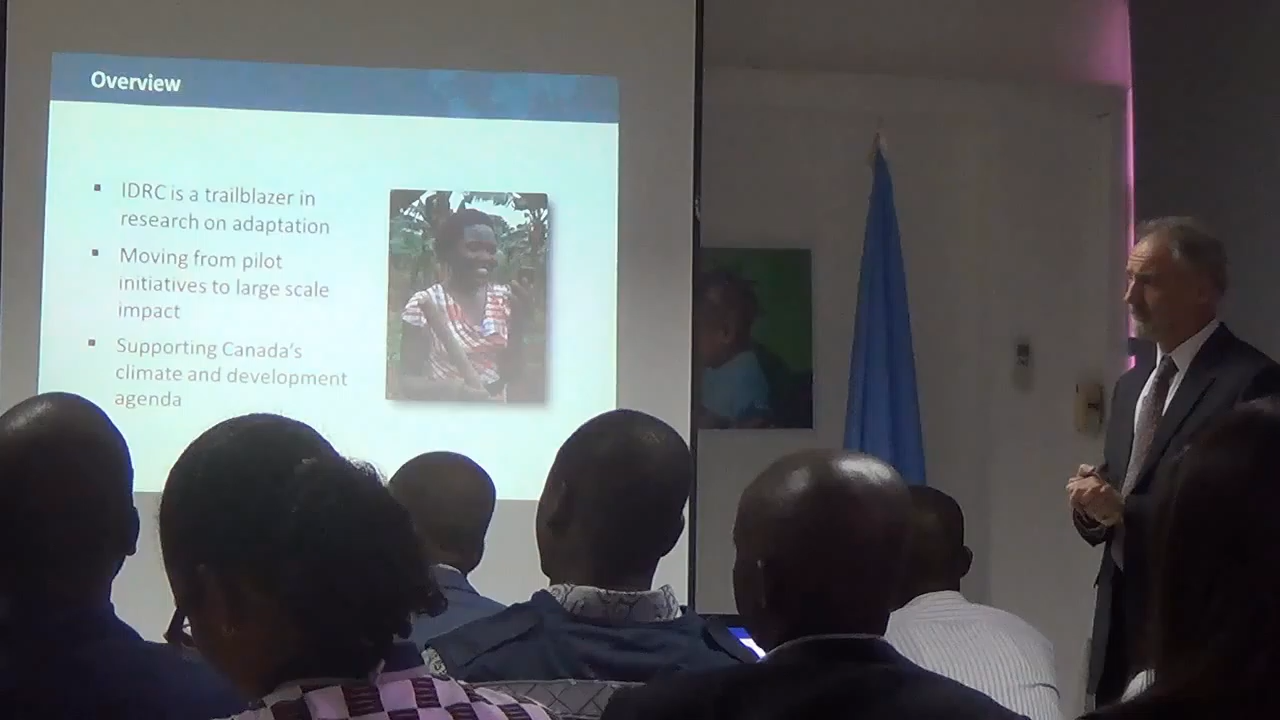 Overview
IDRC is a trailblazer in
research on adaptation
Moving from pilot
initiatives to large scale
impact
Supporting Canada's
climate and development
agenda